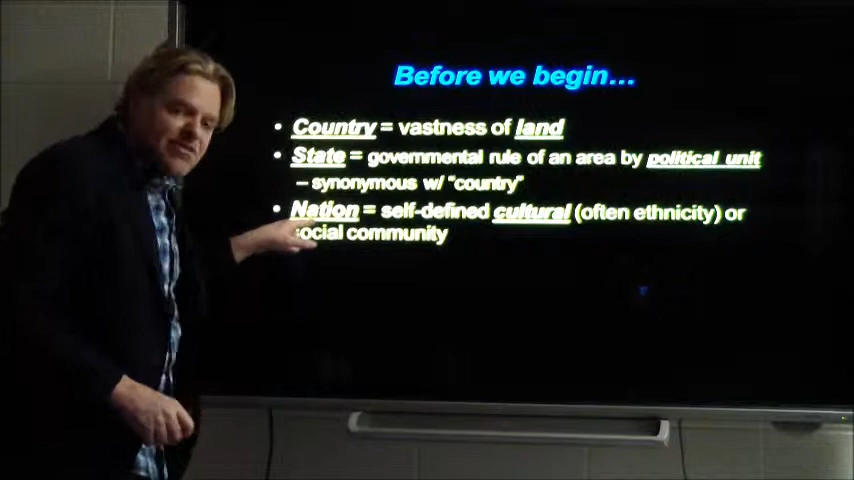 Before we begin...
• Country = vastness of land
• State = governmental rule of an area by political unit
– synonymous w/ "country"
• Nation = self-defined cultural (often ethnicity) or
social community